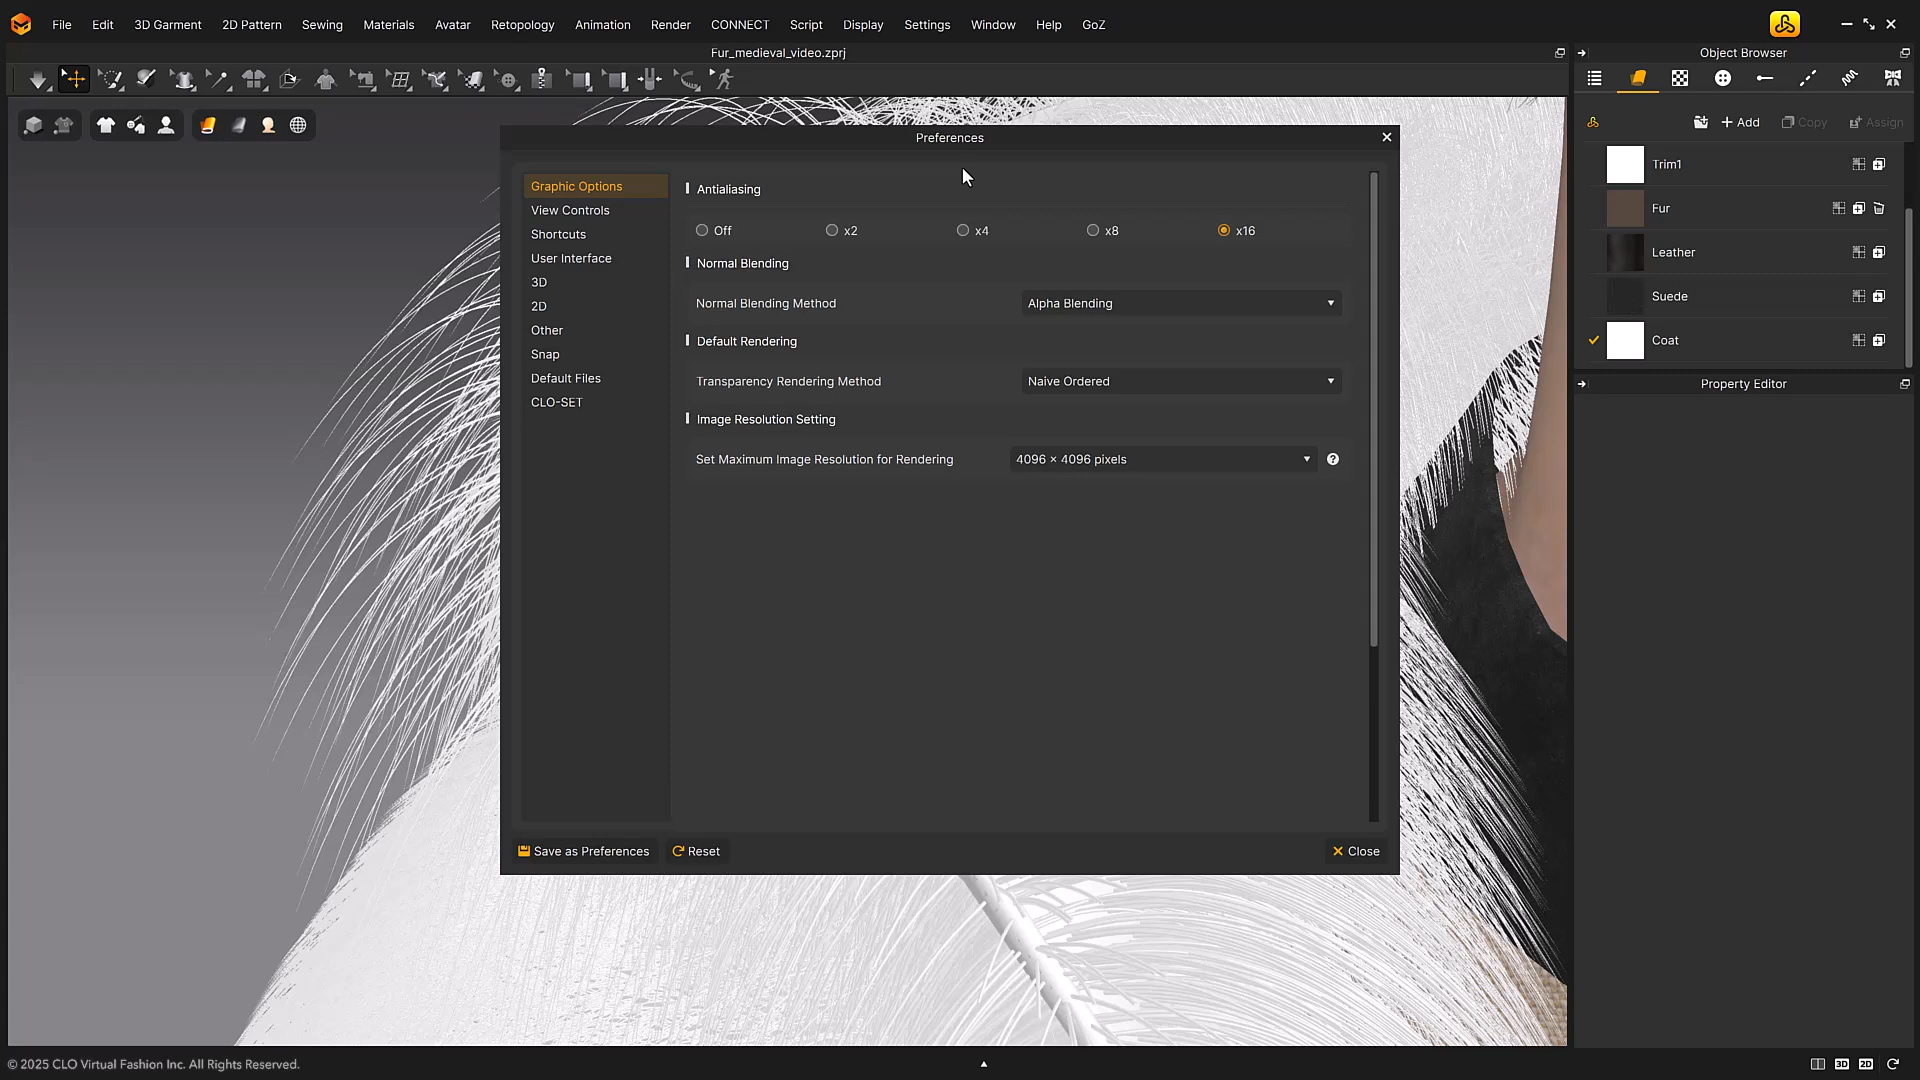 File Edit 3D Garment 2D Pattern Sewing Materials Avatar Retopology Animation Render CONNECT Script Display Settings Window Help GoZ
Fur_medieval_video.zprj
Object Browser
+ Add Copy Assign
Trim1
Fur
Leather
Suede
Coat
Property Editor
Preferences
Graphic Options
View Controls
Shortcuts
User Interface
3D
2D
Other
Snap
Default Files
CLO-SET
Antialiasing
Off x2 x4 x8 x16
Normal Blending
Normal Blending Method Alpha Blending
Default Rendering
Transparency Rendering Method Naive Ordered
Image Resolution Setting
Set Maximum Image Resolution for Rendering 4096 × 4096 pixels ?
Save as Preferences Reset Close
© 2025 CLO Virtual Fashion Inc. All Rights Reserved.
3D 2D